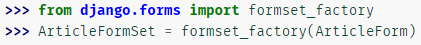 >>> from django.forms import formset_factory
>>> ArticleFormSet = formset_factory(ArticleForm)